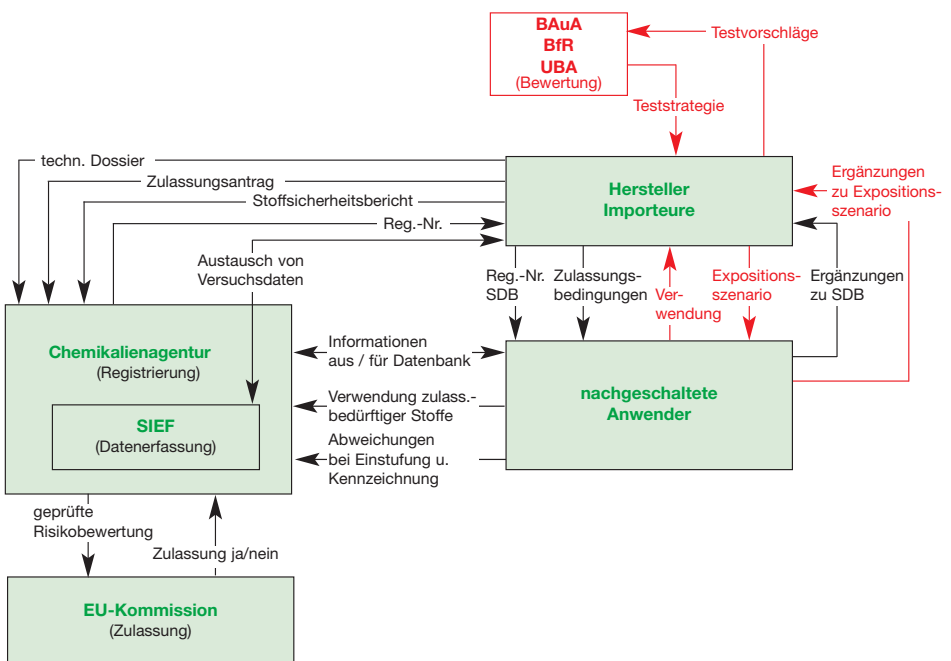 BAuA
BfR
UBA
(Bewertung)
Testvorschläge
Teststrategie
techn. Dossier
Zulassungsantrag
Stoffsicherheitsbericht
Reg.-Nr.
Hersteller
Importeure
Ergänzungen
zu Expositions-
szenario
Austausch von
Versuchsdaten
Reg.-Nr.
SDB
Zulassungs-
bedingungen
Ver-
wendung
Expositions-
szenario
Ergänzungen
zu SDB
Chemikalienagentur
(Registrierung)
SIEF
(Datenerfassung)
Informationen
aus / für Datenbank
Verwendung zulass.-
bedürftiger Stoffe
Abweichungen
bei Einstufung u.
Kennzeichnung
nachgeschaltete
Anwender
geprüfte
Risikobewertung
Zulassung ja/nein
EU-Kommission
(Zulassung)